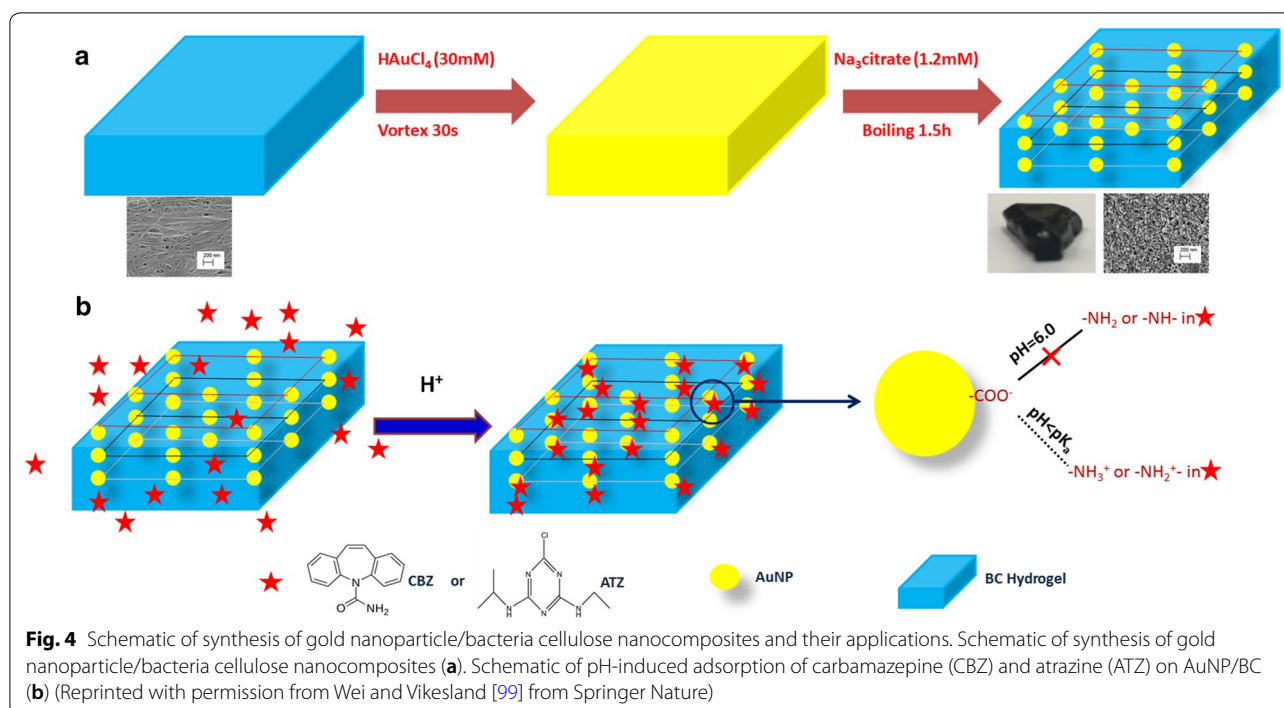 a
HAuCl₄ (30mM)
Vortex 30s
Na₃citrate (1.2mM)
Boiling 1.5h
200 nm
200 nm
b
H⁺
-COO⁻
pH=6.0
-NH₂ or -NH- in
pH<pKₐ
-NH₃⁺ or -NH₂⁺- in
O
N
NH₂
CBZ or
Cl
N
N
N
N
H
N
H
ATZ
AuNP
BC Hydrogel
Fig. 4 Schematic of synthesis of gold nanoparticle/bacteria cellulose nanocomposites and their applications. Schematic of synthesis of gold
nanoparticle/bacteria cellulose nanocomposites (a). Schematic of pH-induced adsorption of carbamazepine (CBZ) and atrazine (ATZ) on AuNP/BC
(b) (Reprinted with permission from Wei and Vikesland [99] from Springer Nature)